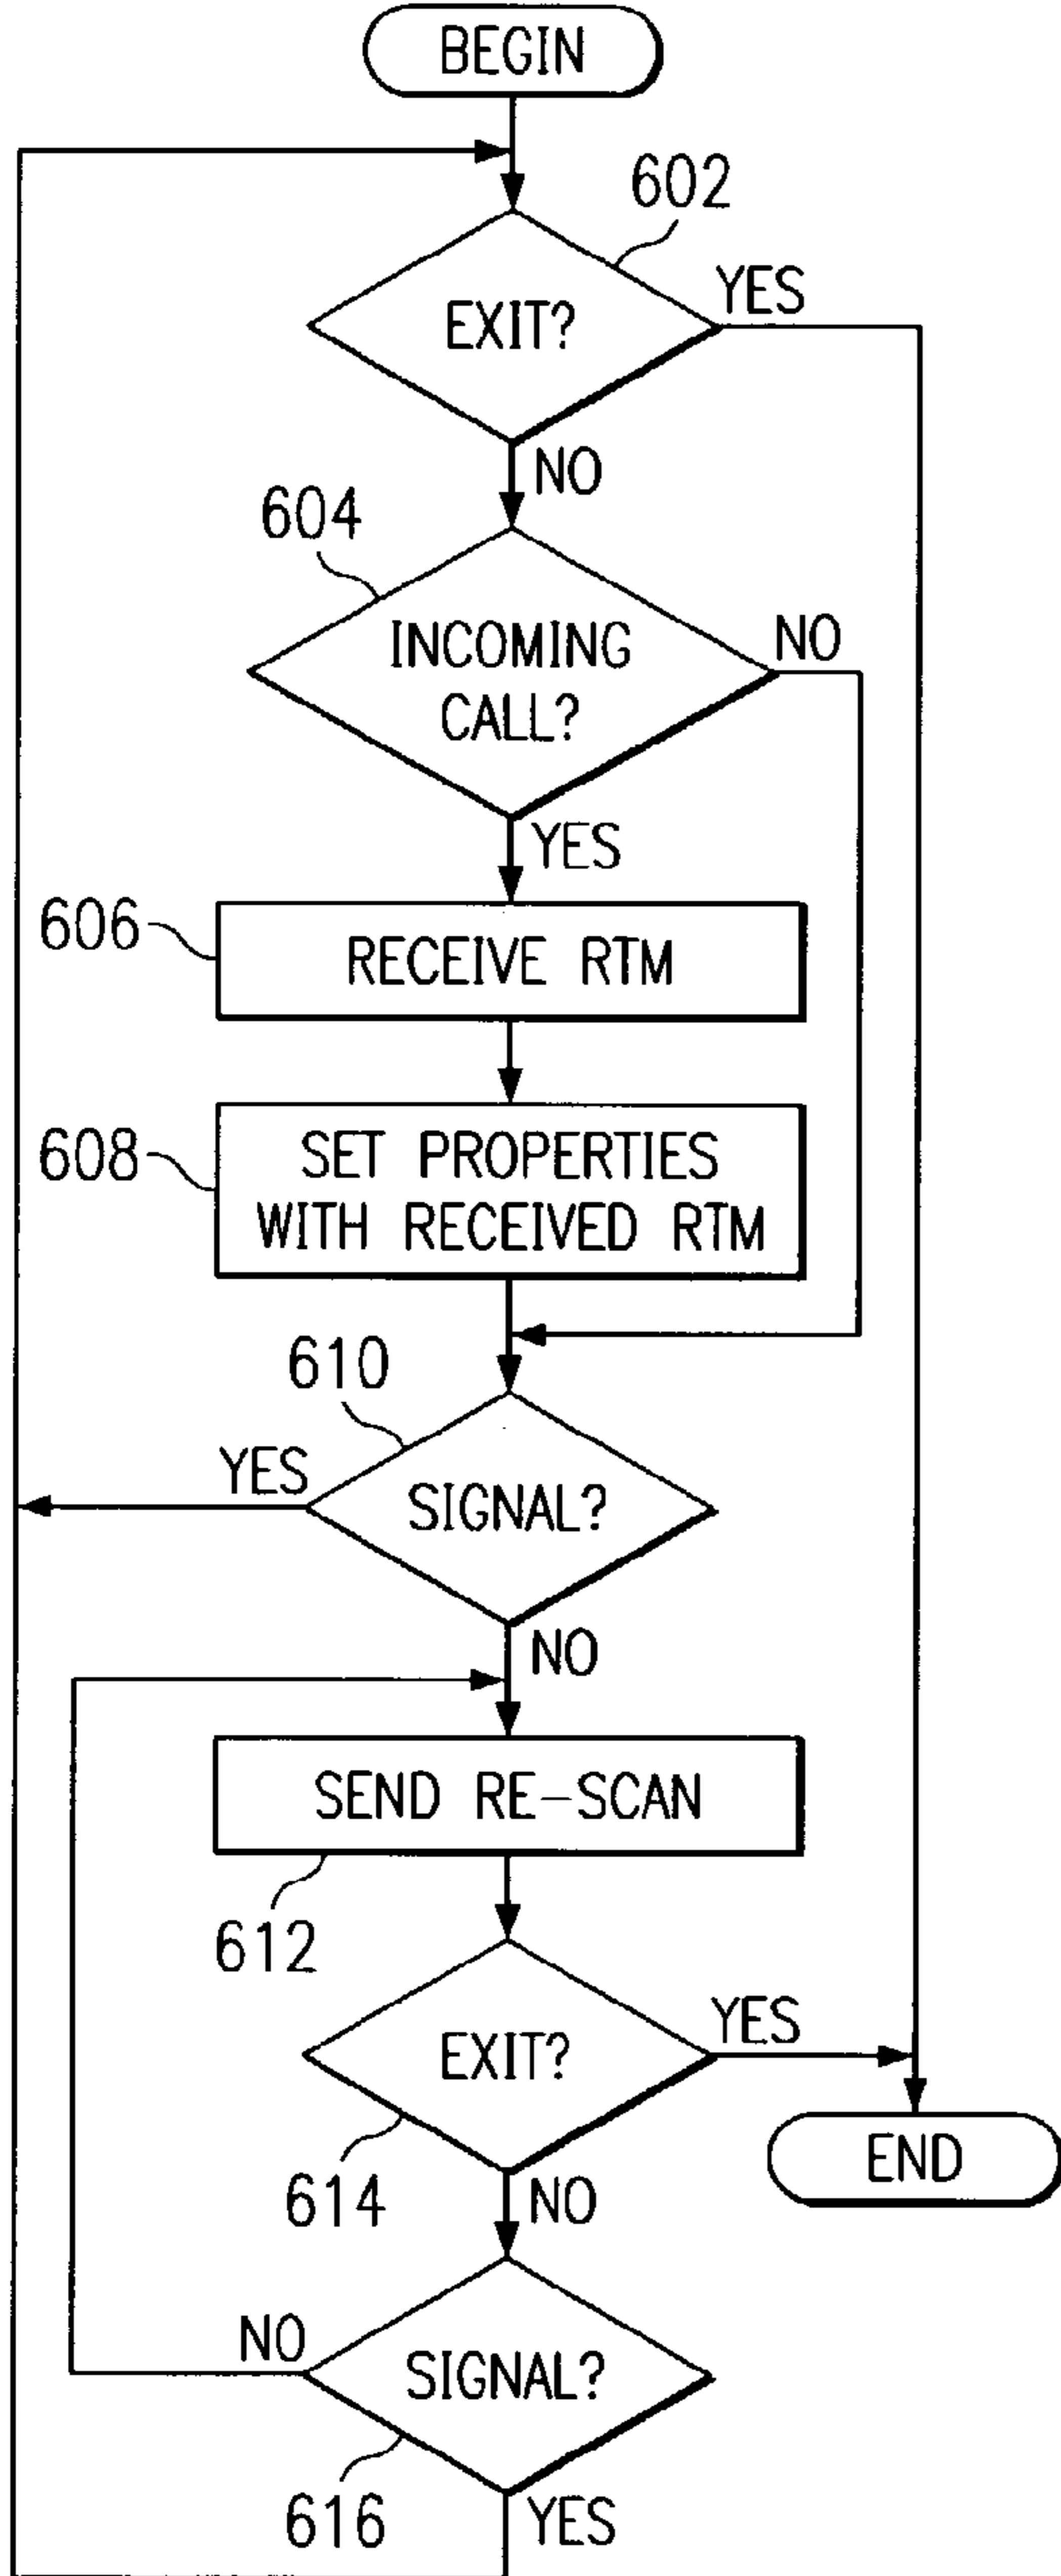 BEGIN
602
EXIT?
YES
NO
604
INCOMING
CALL?
NO
YES
606
RECEIVE RTM
608
SET PROPERTIES
WITH RECEIVED RTM
610
YES
SIGNAL?
NO
SEND RE-SCAN
612
EXIT?
YES
END
614
NO
NO
SIGNAL?
616
YES